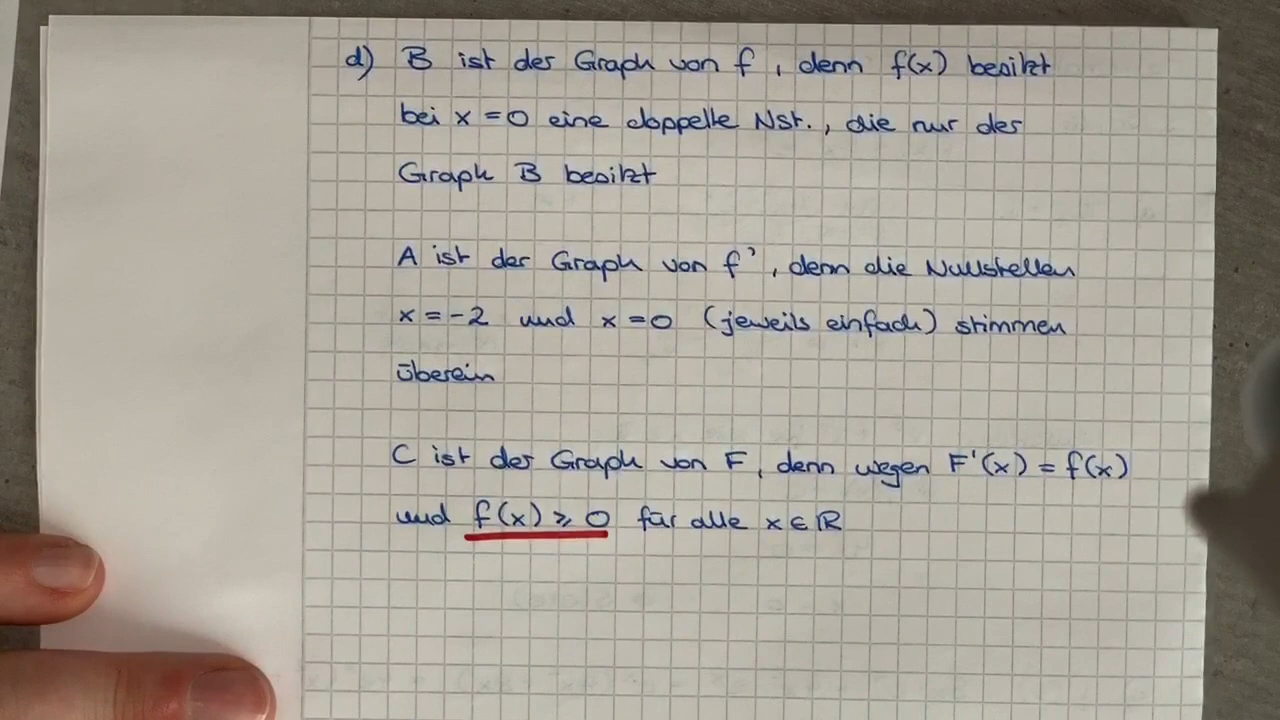 d) B ist der Graph von f, denn f(x) besitzt
bei x = 0 eine doppelte Nst., die nur der
Graph B besitzt
A ist der Graph von f', denn die Nullstellen
x = -2 und x = 0 (jeweils einfach) stimmen
überein
C ist der Graph von F, denn wegen F'(x) = f(x)
und f(x) ≥ 0 für alle x ∈ ℝ